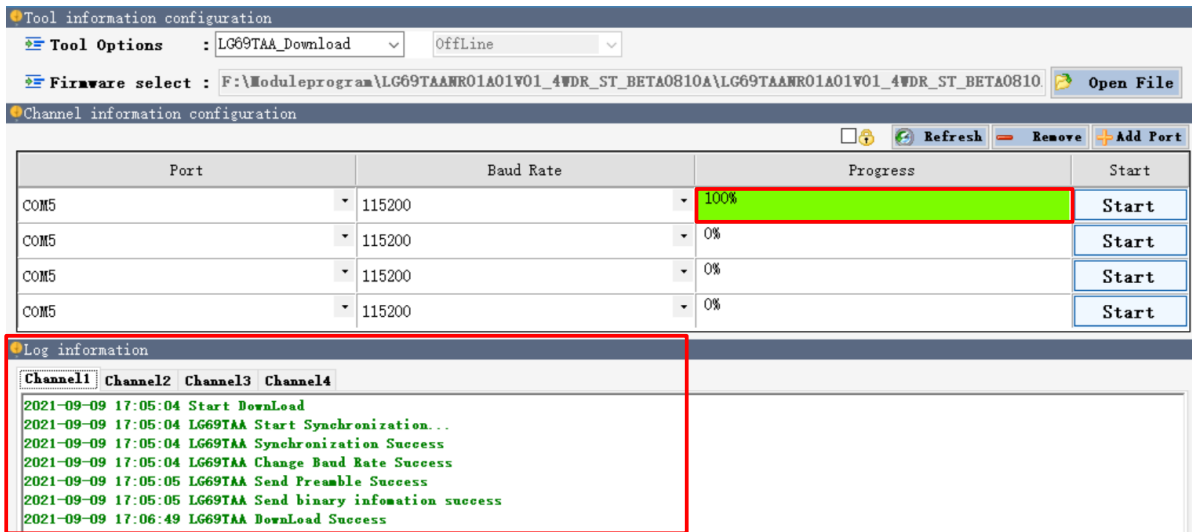 Tool information configuration
Tool Options : LG69TAA_Download OffLine
Firmware select : F:\Moduleprogram\LG69TAANR01A01V01_4WDR_ST_BETA0810A\LG69TAANR01A01V01_4WDR_ST_BETA0810. Open File
Channel information configuration
Refresh Remove Add Port
Port Baud Rate Progress Start
COM5 115200 100% Start
COM5 115200 0% Start
COM5 115200 0% Start
COM5 115200 0% Start
Log information
Channel1 Channel2 Channel3 Channel4
2021-09-09 17:05:04 Start DownLoad
2021-09-09 17:05:04 LG69TAA Start Synchronization...
2021-09-09 17:05:04 LG69TAA Synchronization Success
2021-09-09 17:05:04 LG69TAA Change Baud Rate Success
2021-09-09 17:05:05 LG69TAA Send Preamble Success
2021-09-09 17:05:05 LG69TAA Send binary infomation success
2021-09-09 17:06:49 LG69TAA DownLoad Success